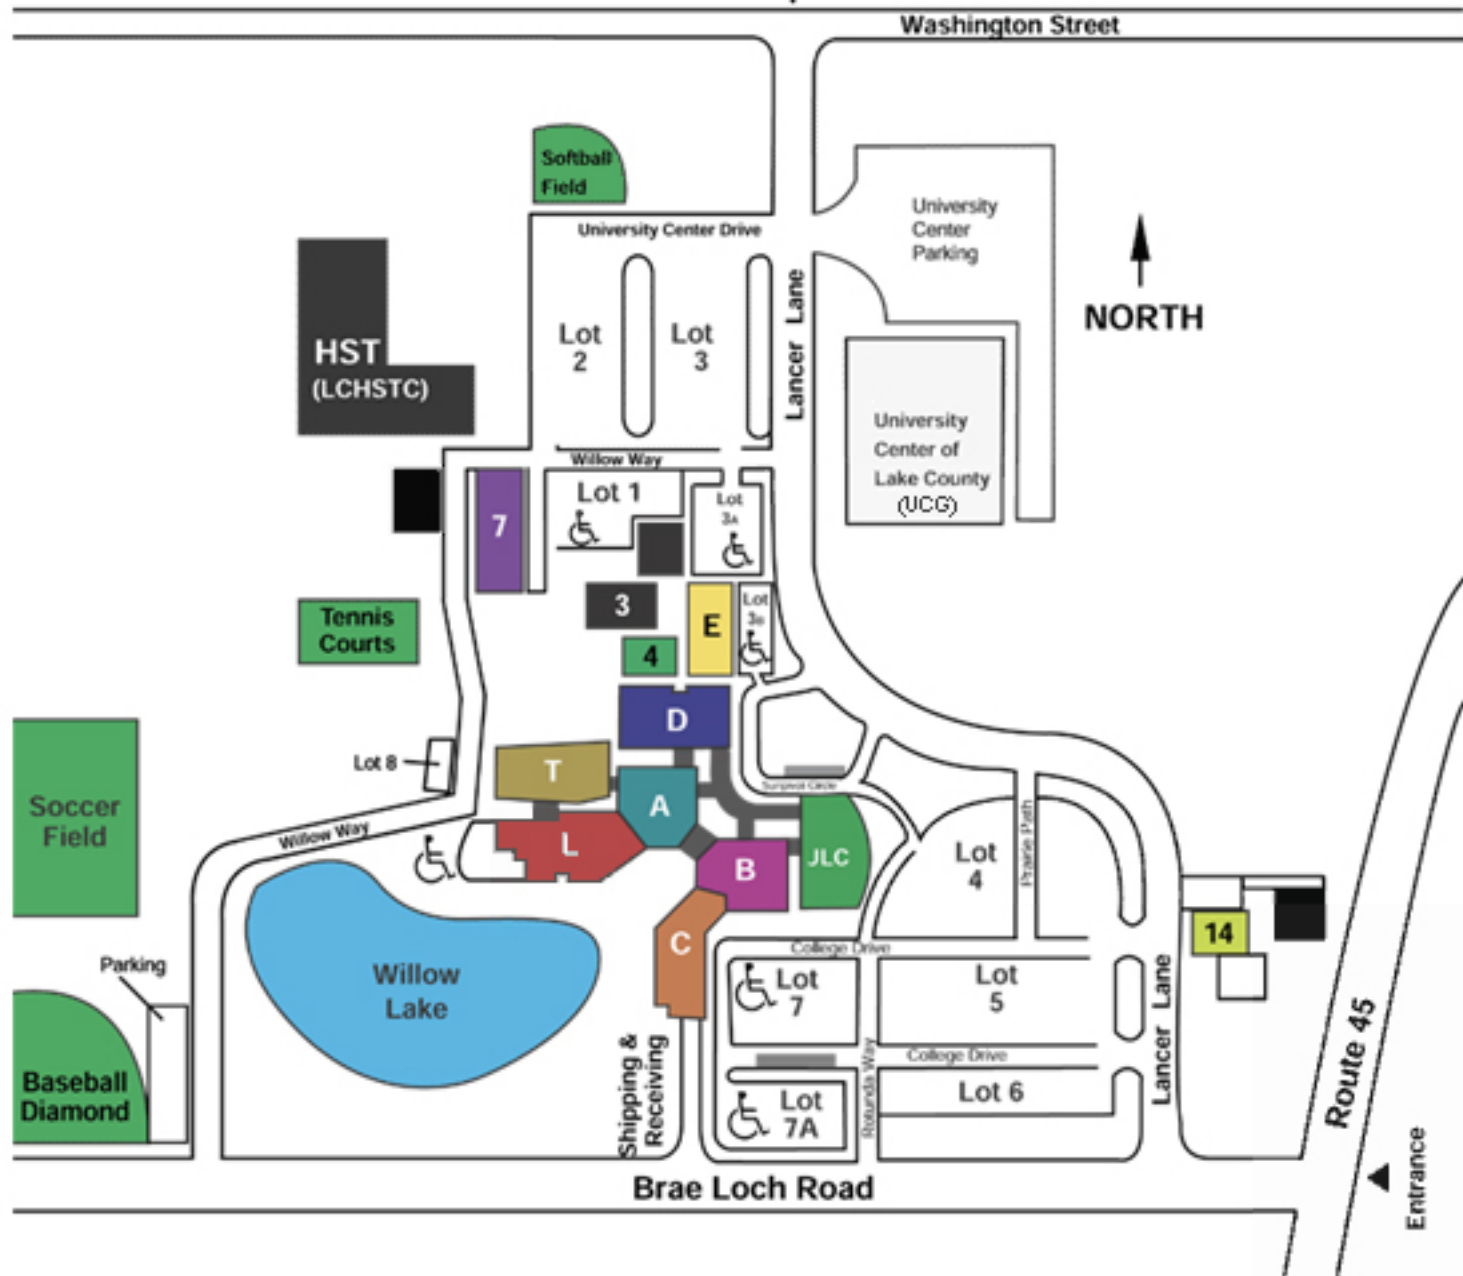 Washington Street
Softball
Field
University Center Drive
University
Center
Parking
NORTH
Lancer Lane
Lot
2
Lot
3
HST
(LCHSTC)
University
Center of
Lake County
(UCG)
Willow Way
Lot 1
Lot
3A
7
3
E
Lot
3B
4
Tennis
Courts
D
Lot 8
T
A
Soccer
Field
Willow Way
L
B
JLC
Lot
4
Prairie Path
14
C
College Drive
Parking
Willow
Lake
Lot
7
Lot
5
Lancer Lane
Route 45
Shipping &
Receiving
College Drive
Rotunda Way
Lot 6
Baseball
Diamond
Lot
7A
Entrance
Brae Loch Road